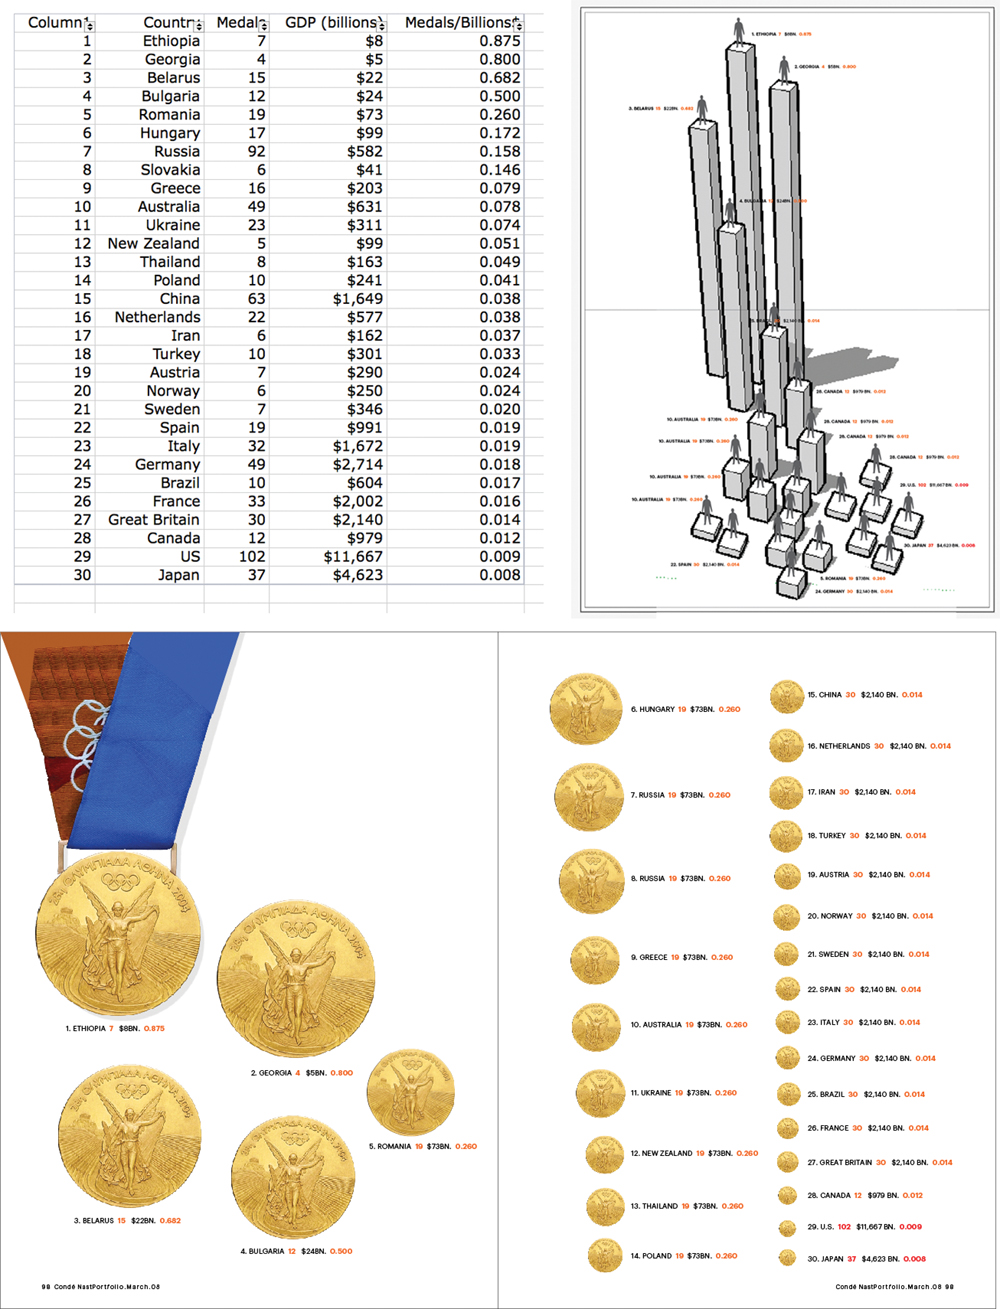 Column1 Country Medals GDP (billions) Medals/Billions$
1 Ethiopia 7 $8 0.875
2 Georgia 4 $5 0.800
3 Belarus 15 $22 0.682
4 Bulgaria 12 $24 0.500
5 Romania 19 $73 0.260
6 Hungary 17 $99 0.172
7 Russia 92 $582 0.158
8 Slovakia 6 $41 0.146
9 Greece 16 $203 0.079
10 Australia 49 $631 0.078
11 Ukraine 23 $311 0.074
12 New Zealand 5 $99 0.051
13 Thailand 8 $163 0.049
14 Poland 10 $241 0.041
15 China 63 $1,649 0.038
16 Netherlands 22 $577 0.038
17 Iran 6 $162 0.037
18 Turkey 10 $301 0.033
19 Austria 7 $290 0.024
20 Norway 6 $250 0.024
21 Sweden 7 $346 0.020
22 Spain 19 $991 0.019
23 Italy 32 $1,672 0.019
24 Germany 49 $2,714 0.018
25 Brazil 10 $604 0.017
26 France 33 $2,002 0.016
27 Great Britain 30 $2,140 0.014
28 Canada 12 $979 0.012
29 US 102 $11,667 0.009
30 Japan 37 $4,623 0.008
1. ETHIOPIA 7 $8BN. 0.875
2. GEORGIA 4 $5BN. 0.800
3. BELARUS 15 $22BN. 0.682
28. CANADA 12 $979 BN. 0.012
10. AUSTRALIA 19 $73BN. 0.260
28. CANADA 12 $979 BN. 0.012
10. AUSTRALIA 19 $73BN. 0.260
28. CANADA 12 $979 BN. 0.012
28. CANADA 12 $979 BN. 0.012
10. AUSTRALIA 19 $73BN. 0.260
29. U.S. 102 $11,667 BN. 0.009
10. AUSTRALIA 19 $73BN. 0.260
30. JAPAN 37 $4,623 BN. 0.008
22. SPAIN 30 $2,140 BN. 0.014
5. ROMANIA 19 $73BN. 0.260
24. GERMANY 30 $2,140 BN. 0.014
28ης ΟΛΥΜΠΙΑΔΑ ΑΘΗΝΑ 2004
1. ETHIOPIA 7 $8BN. 0.875
2. GEORGIA 4 $5BN. 0.800
5. ROMANIA 19 $73BN. 0.260
3. BELARUS 15 $22BN. 0.682
4. BULGARIA 12 $24BN. 0.500
98 Condé NastPortfolio.March.08
6. HUNGARY 19 $73BN. 0.260
7. RUSSIA 19 $73BN. 0.260
8. RUSSIA 19 $73BN. 0.260
9. GREECE 19 $73BN. 0.260
10. AUSTRALIA 19 $73BN. 0.260
11. UKRAINE 19 $73BN. 0.260
12. NEW ZEALAND 19 $73BN. 0.260
13. THAILAND 19 $73BN. 0.260
14. POLAND 19 $73BN. 0.260
15. CHINA 30 $2,140 BN. 0.014
16. NETHERLANDS 30 $2,140 BN. 0.014
17. IRAN 30 $2,140 BN. 0.014
18. TURKEY 30 $2,140 BN. 0.014
19. AUSTRIA 30 $2,140 BN. 0.014
20. NORWAY 30 $2,140 BN. 0.014
21. SWEDEN 30 $2,140 BN. 0.014
22. SPAIN 30 $2,140 BN. 0.014
23. ITALY 30 $2,140 BN. 0.014
24. GERMANY 30 $2,140 BN. 0.014
25. BRAZIL 30 $2,140 BN. 0.014
26. FRANCE 30 $2,140 BN. 0.014
27. GREAT BRITAIN 30 $2,140 BN. 0.014
28. CANADA 12 $979 BN. 0.012
29. U.S. 102 $11,667 BN. 0.009
30. JAPAN 37 $4,623 BN. 0.008
Condé NastPortfolio.March.08 98